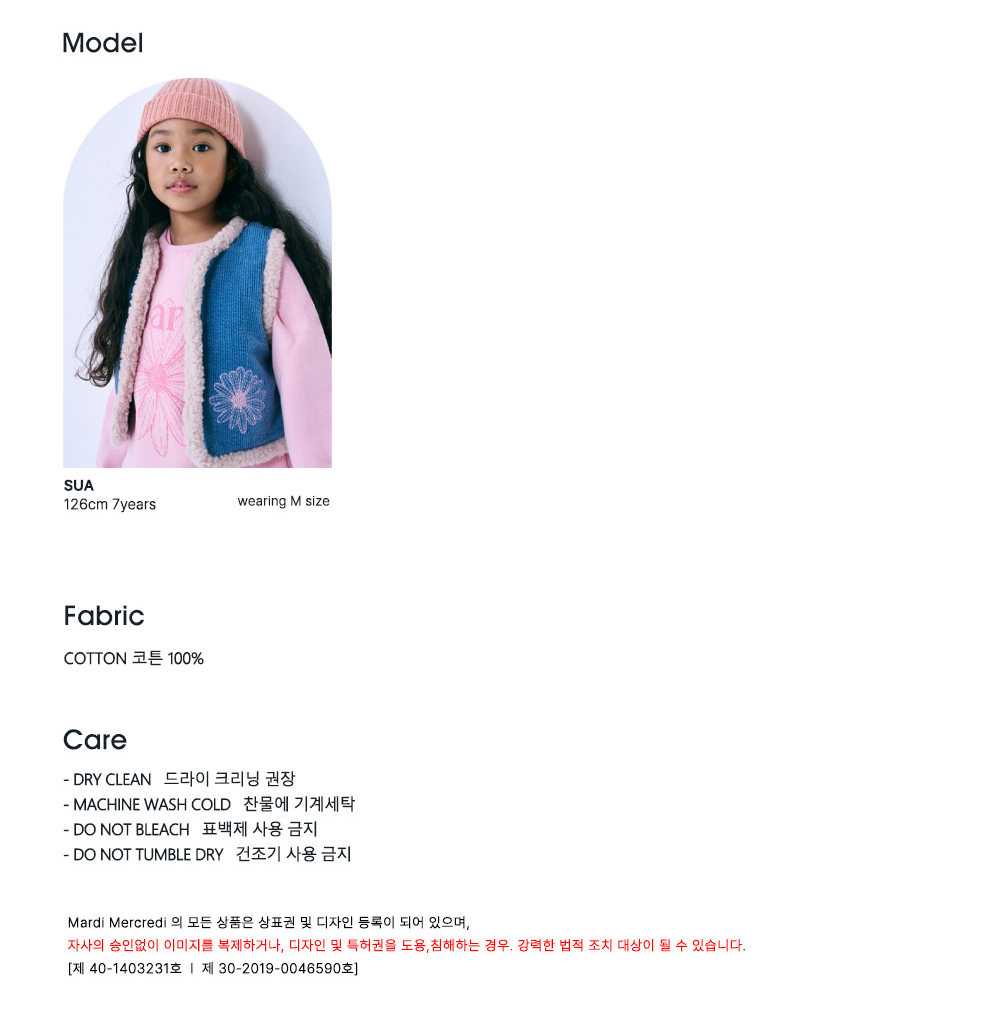 Model
SUA
126cm 7years
wearing M size
Fabric
COTTON 코튼 100%
Care
- DRY CLEAN 드라이 크리닝 권장
- MACHINE WASH COLD 찬물에 기계세탁
- DO NOT BLEACH 표백제 사용 금지
- DO NOT TUMBLE DRY 건조기 사용 금지
Mardi Mercredi 의 모든 상품은 상표권 및 디자인 등록이 되어 있으며,
자사의 승인없이 이미지를 복제하거나, 디자인 및 특허권을 도용,침해하는 경우. 강력한 법적 조치 대상이 될 수 있습니다.
[제 40-1403231호 ㅣ 제 30-2019-0046590호]